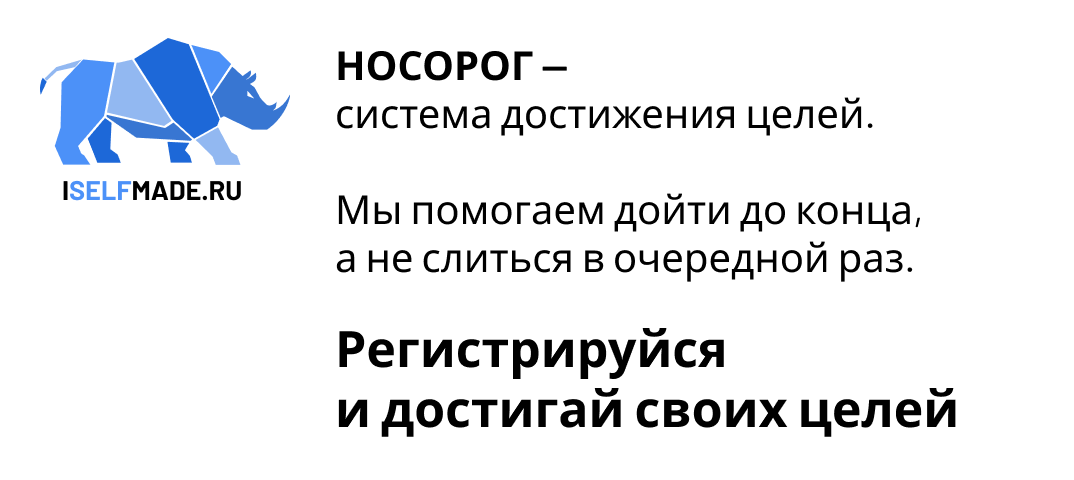 ISELFMADE.RU
НОСОРОГ –
система достижения целей.
Мы помогаем дойти до конца,
а не слиться в очередной раз.
Регистрируйся
и достигай своих целей